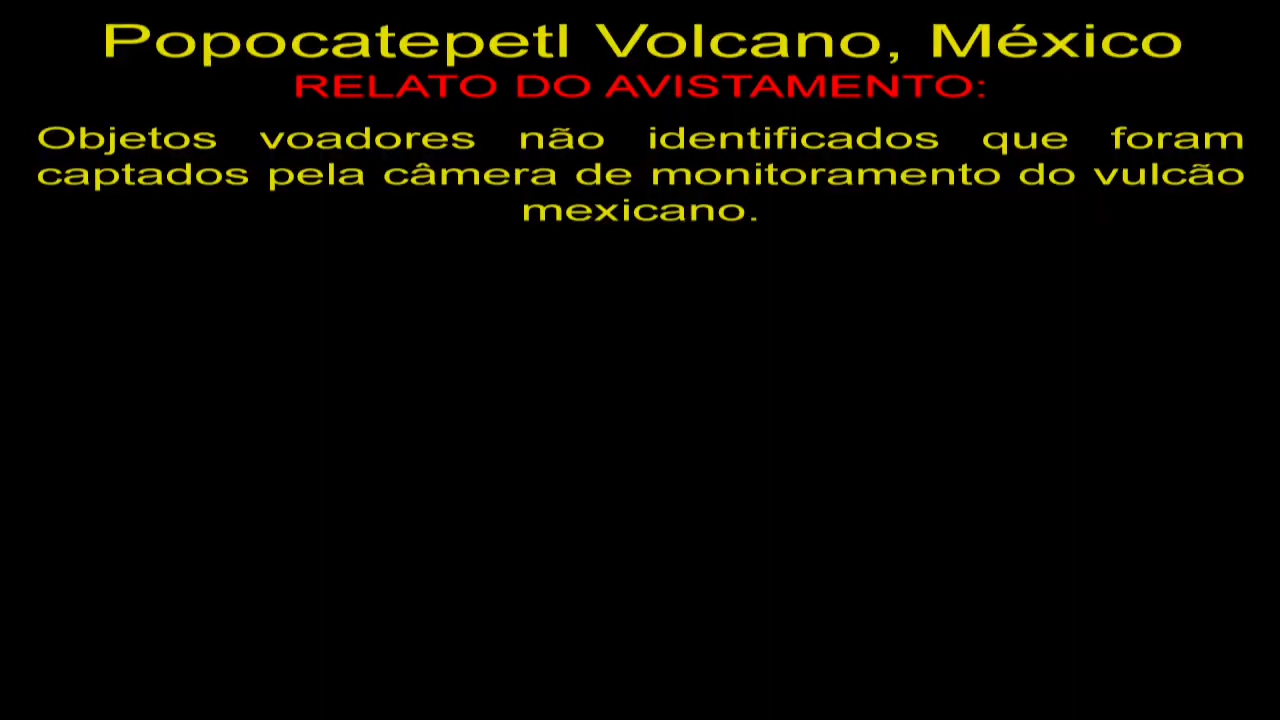 Popocatepetl Volcano, México
RELATO DO AVISTAMENTO:
Objetos voadores não identificados que foram
captados pela câmera de monitoramento do vulcão
mexicano.